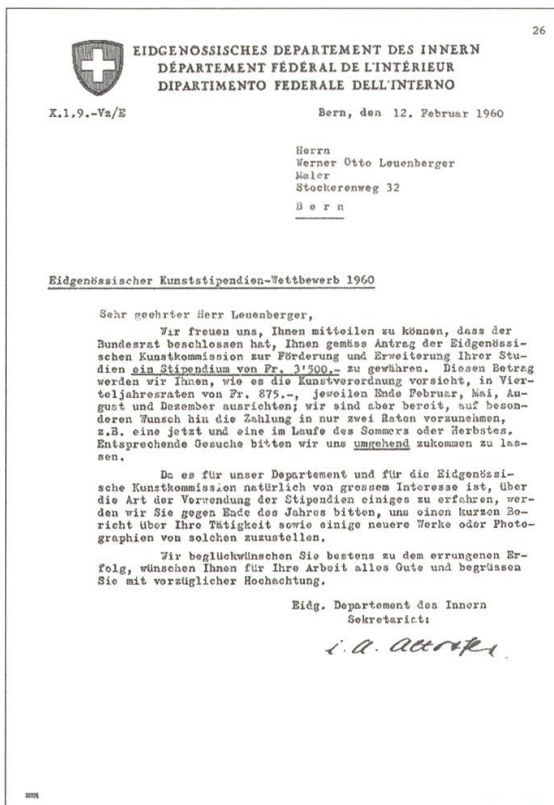 26
EIDGENÖSSISCHES DEPARTEMENT DES INNERN
DÉPARTEMENT FÉDÉRAL DE L'INTÉRIEUR
DIPARTIMENTO FEDERALE DELL'INTERNO
X.1,9.-Vz/E
Bern, den 12. Februar 1960
Herrn
Werner Otto Leuenberger
Maler
Stockerenweg 32
Bern
Eidgenössischer Kunststipendien-Wettbewerb 1960
Sehr geehrter Herr Leuenberger,
Wir freuen uns, Ihnen mitteilen zu können, dass der
Bundesrat beschlossen hat, Ihnen gemäss Antrag der Eidgenössi-
schen Kunstkommission zur Förderung und Erweiterung Ihrer Stu-
dien ein Stipendium von Fr. 3'500.- zu gewähren. Diesen Betrag
werden wir Ihnen, wie es die Kunstverordnung vorsieht, in Vier-
teljahresraten von Fr. 875.-, jeweilen Ende Februar, Mai, Au-
gust und Dezember ausrichten; wir sind aber bereit, auf beson-
deren Wunsch hin die Zahlung in nur zwei Raten vorzunehmen,
z.B. eine jetzt und eine im Laufe des Sommers oder Herbstes.
Entsprechende Gesuche bitten wir uns umgehend zukommen zu las-
sen.
Da es für unser Departement und für die Eidgenössi-
sche Kunstkommission natürlich von grossem Interesse ist, über
die Art der Verwendung der Stipendien einiges zu erfahren, wer-
den wir Sie gegen Ende des Jahres bitten, uns einen kurzen Be-
richt über Ihre Tätigkeit sowie einige neuere Werke oder Photo-
graphien von solchen zuzustellen.
Wir beglückwünschen Sie bestens zu dem errungenen Er-
folg, wünschen Ihnen für Ihre Arbeit alles Gute und begrüssen
Sie mit vorzüglicher Hochachtung.
Eidg. Departement des Innern
Sekretariat:
i. A.